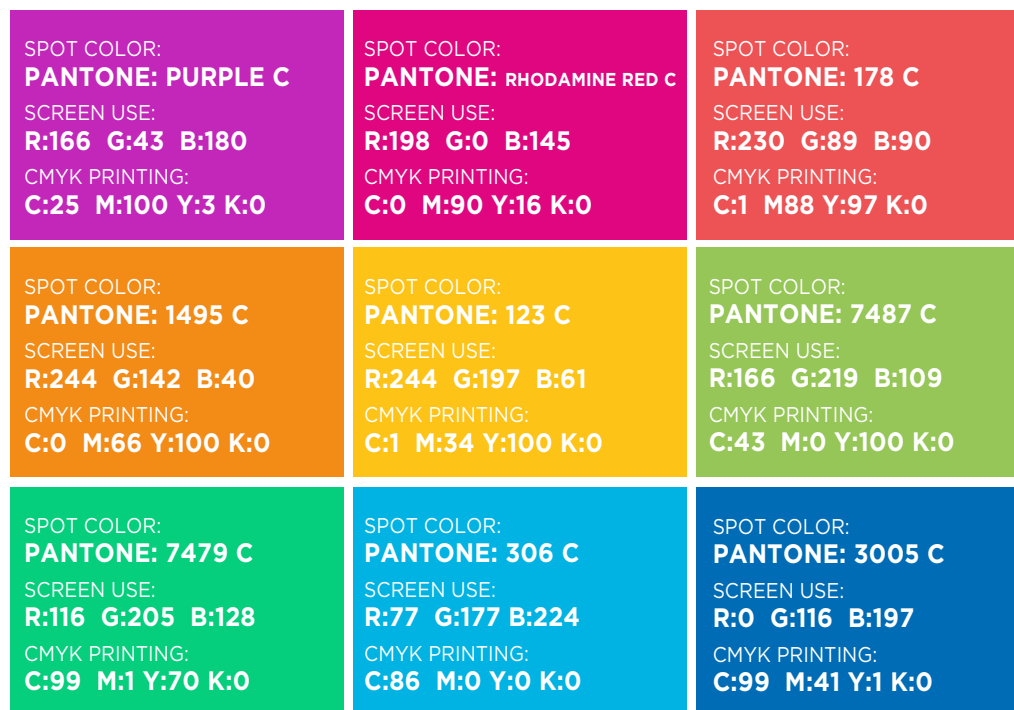 SPOT COLOR:
PANTONE: PURPLE C
SCREEN USE:
R:166 G:43 B:180
CMYK PRINTING:
C:25 M:100 Y:3 K:0
SPOT COLOR:
PANTONE: RHODAMINE RED C
SCREEN USE:
R:198 G:0 B:145
CMYK PRINTING:
C:0 M:90 Y:16 K:0
SPOT COLOR:
PANTONE: 178 C
SCREEN USE:
R:230 G:89 B:90
CMYK PRINTING:
C:1 M88 Y:97 K:0
SPOT COLOR:
PANTONE: 1495 C
SCREEN USE:
R:244 G:142 B:40
CMYK PRINTING:
C:0 M:66 Y:100 K:0
SPOT COLOR:
PANTONE: 123 C
SCREEN USE:
R:244 G:197 B:61
CMYK PRINTING:
C:1 M:34 Y:100 K:0
SPOT COLOR:
PANTONE: 7487 C
SCREEN USE:
R:166 G:219 B:109
CMYK PRINTING:
C:43 M:0 Y:100 K:0
SPOT COLOR:
PANTONE: 7479 C
SCREEN USE:
R:116 G:205 B:128
CMYK PRINTING:
C:99 M:1 Y:70 K:0
SPOT COLOR:
PANTONE: 306 C
SCREEN USE:
R:77 G:177 B:224
CMYK PRINTING:
C:86 M:0 Y:0 K:0
SPOT COLOR:
PANTONE: 3005 C
SCREEN USE:
R:0 G:116 B:197
CMYK PRINTING:
C:99 M:41 Y:1 K:0